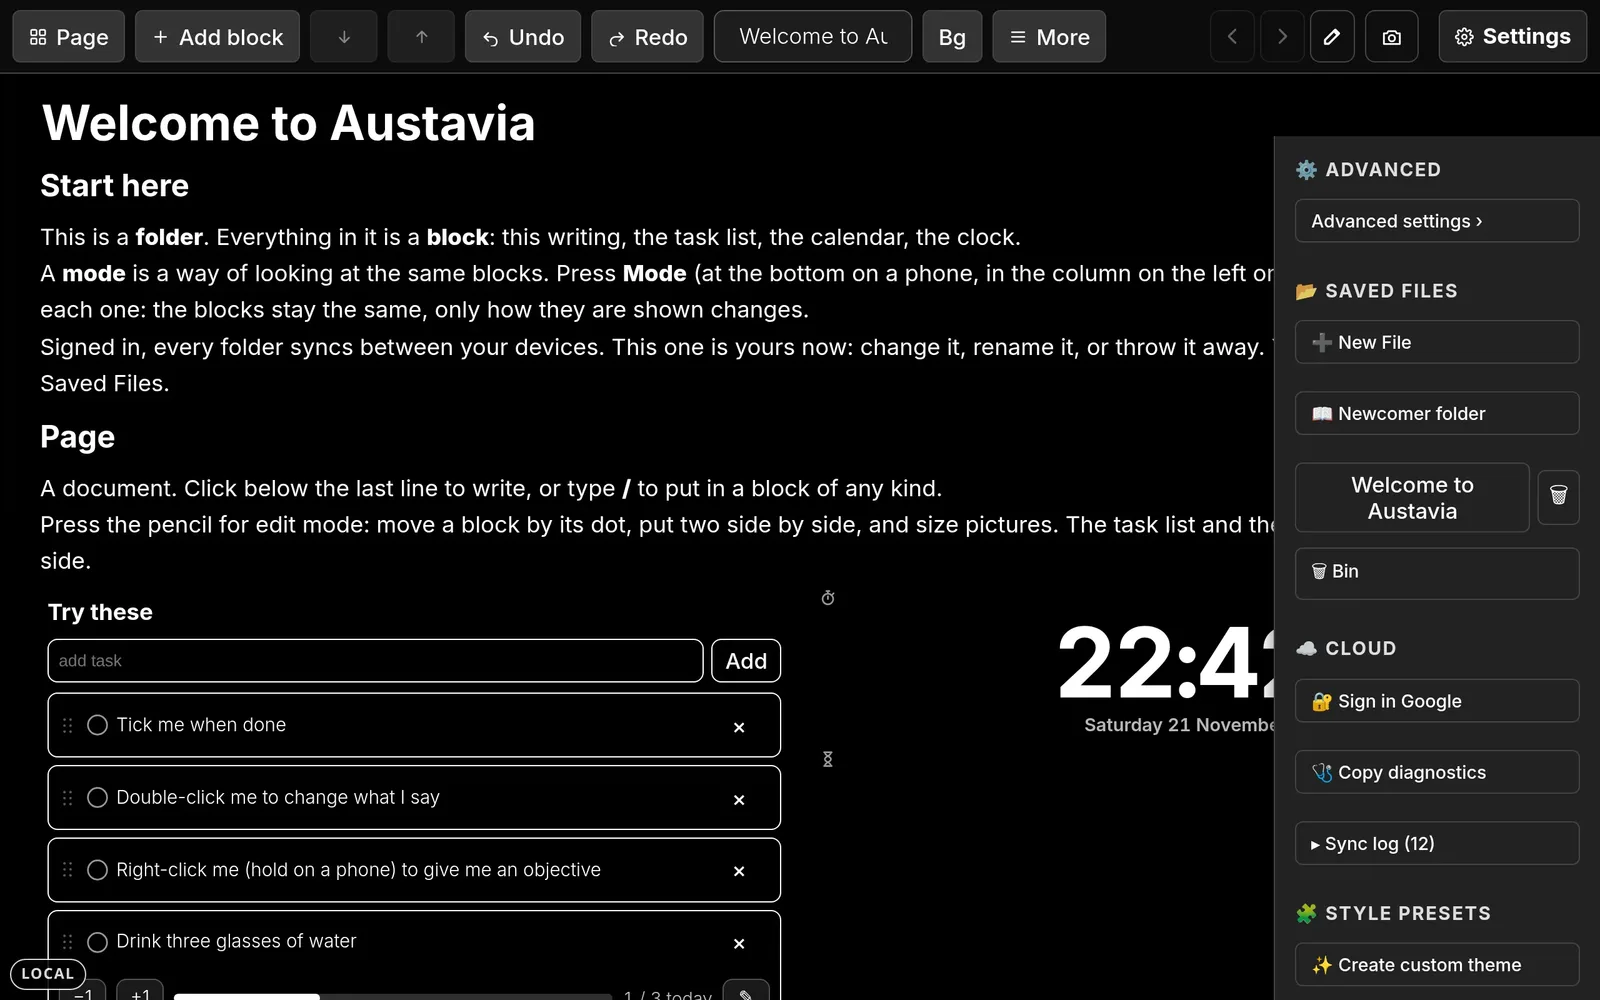 Page
+ Add block
Undo
Redo
Welcome to Au
Bg
More
Settings
Welcome to Austavia
Start here
This is a folder. Everything in it is a block: this writing, the task list, the calendar, the clock.
A mode is a way of looking at the same blocks. Press Mode (at the bottom on a phone, in the column on the left or
each one: the blocks stay the same, only how they are shown changes.
Signed in, every folder syncs between your devices. This one is yours now: change it, rename it, or throw it away.
Saved Files.
Page
A document. Click below the last line to write, or type / to put in a block of any kind.
Press the pencil for edit mode: move a block by its dot, put two side by side, and size pictures. The task list and the
side.
Try these
add task
Add
Tick me when done
Double-click me to change what I say
Right-click me (hold on a phone) to give me an objective
Drink three glasses of water
−1
+1
1 / 3 today
LOCAL
22:42
Saturday 21 Novembe
ADVANCED
Advanced settings ›
SAVED FILES
New File
Newcomer folder
Welcome to
Austavia
Bin
CLOUD
Sign in Google
Copy diagnostics
▸ Sync log (12)
STYLE PRESETS
Create custom theme